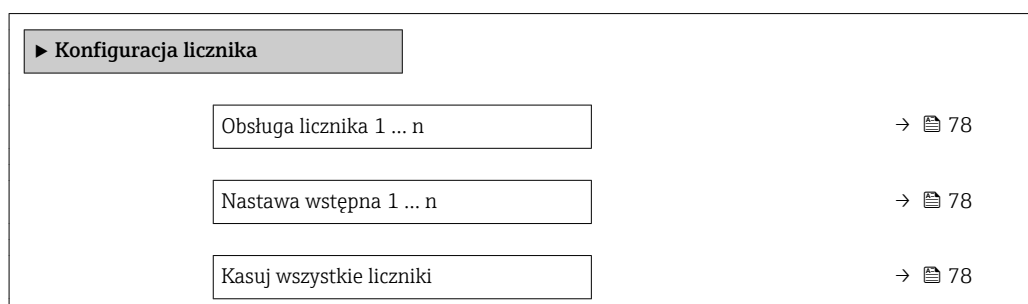 ▶ Konfiguracja licznika
Obsługa licznika 1 … n → 78
Nastawa wstępna 1 … n → 78
Kasuj wszystkie liczniki → 78